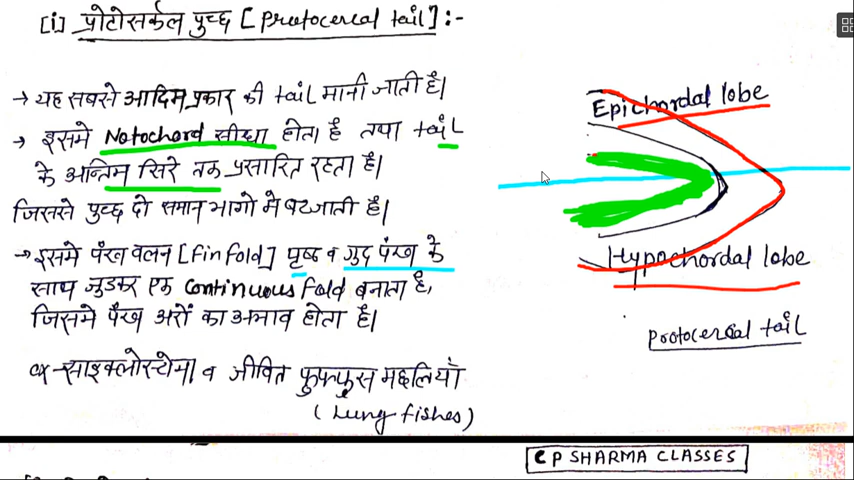 [i] प्रोटोसर्कल पुच्छ [Protocercal tail] :-
→ यह सबसे आदिम प्रकार की tail मानी जाती है।
→ इसमे Notochord सीधा होता है तथा tail
के अन्तिम सिरे तक प्रसारित रहता है।
जिससे पुच्छ दो समान भागो मे बट जाती है।
→ इसमे पंख वलन [fin fold] पृष्ठ व गुद पंख के
साथ जुडकर एक continuous fold बनाता है,
जिसमे पंख अरों का अभाव होता है।
ex- साइक्लोस्टोमा व जीवित फुफ्फुस मछलियाँ
(Lung fishes)
Epichordal lobe
Hypochordal lobe
Protocercal tail
CP SHARMA CLASSES